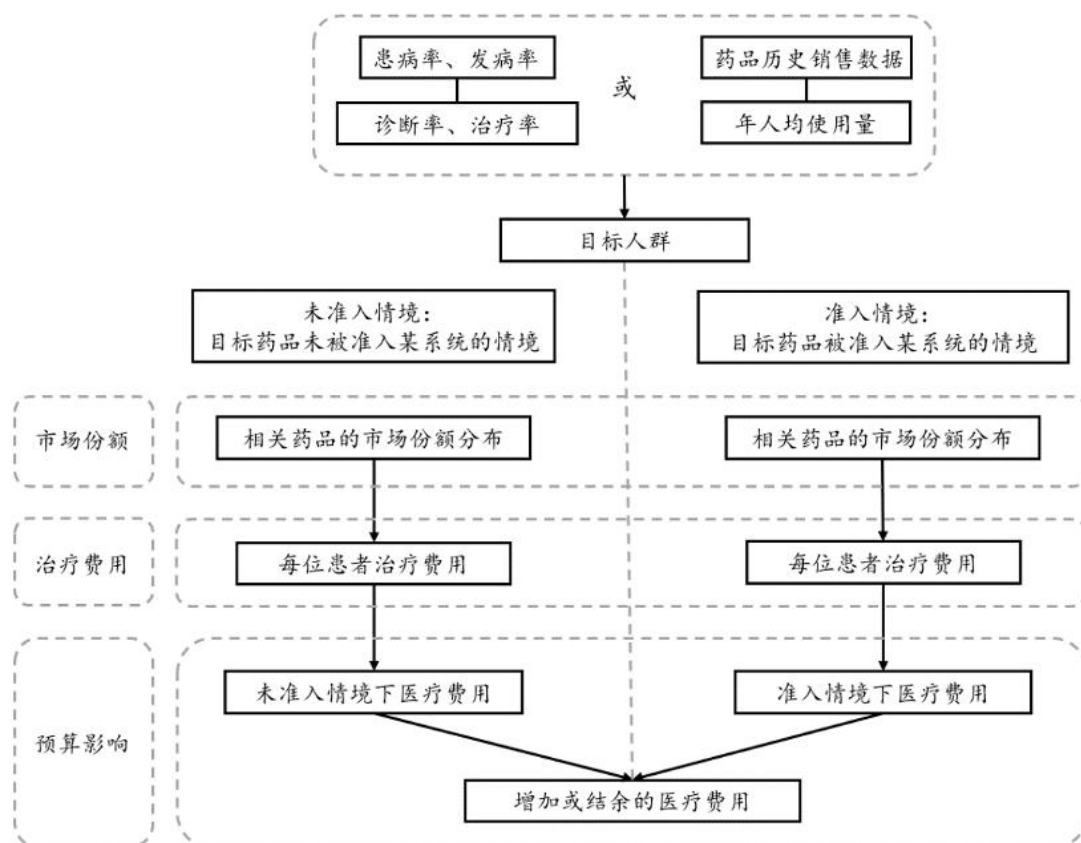 患病率、发病率
或
药品历史销售数据
诊断率、治疗率
年人均使用量
目标人群
未准入情境：
目标药品未被准入某系统的情境
准入情境：
目标药品被准入某系统的情境
市场份额
相关药品的市场份额分布
相关药品的市场份额分布
治疗费用
每位患者治疗费用
每位患者治疗费用
预算影响
未准入情境下医疗费用
准入情境下医疗费用
增加或结余的医疗费用